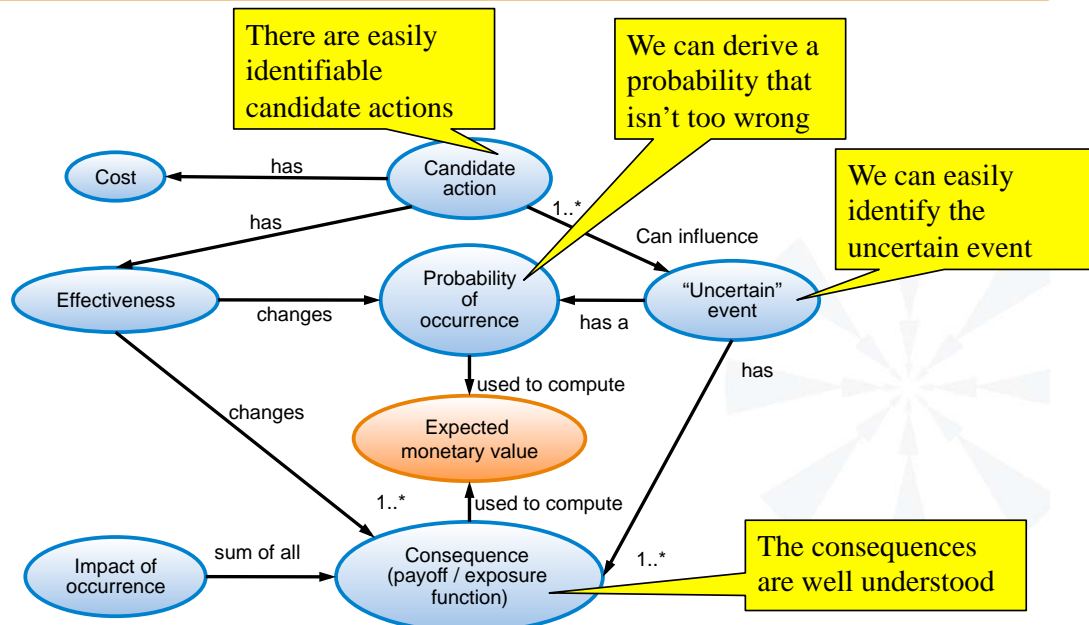 There are easily
identifiable
candidate actions
We can derive a
probability that
isn't too wrong
We can easily
identify the
uncertain event
Cost
has
Candidate
action
has
1..*
Can influence
Effectiveness
changes
Probability
of
occurrence
has a
“Uncertain”
event
used to compute
has
changes
Expected
monetary value
1..*
used to compute
Impact of
occurrence
sum of all
Consequence
(payoff / exposure
function)
1..*
The consequences
are well understood